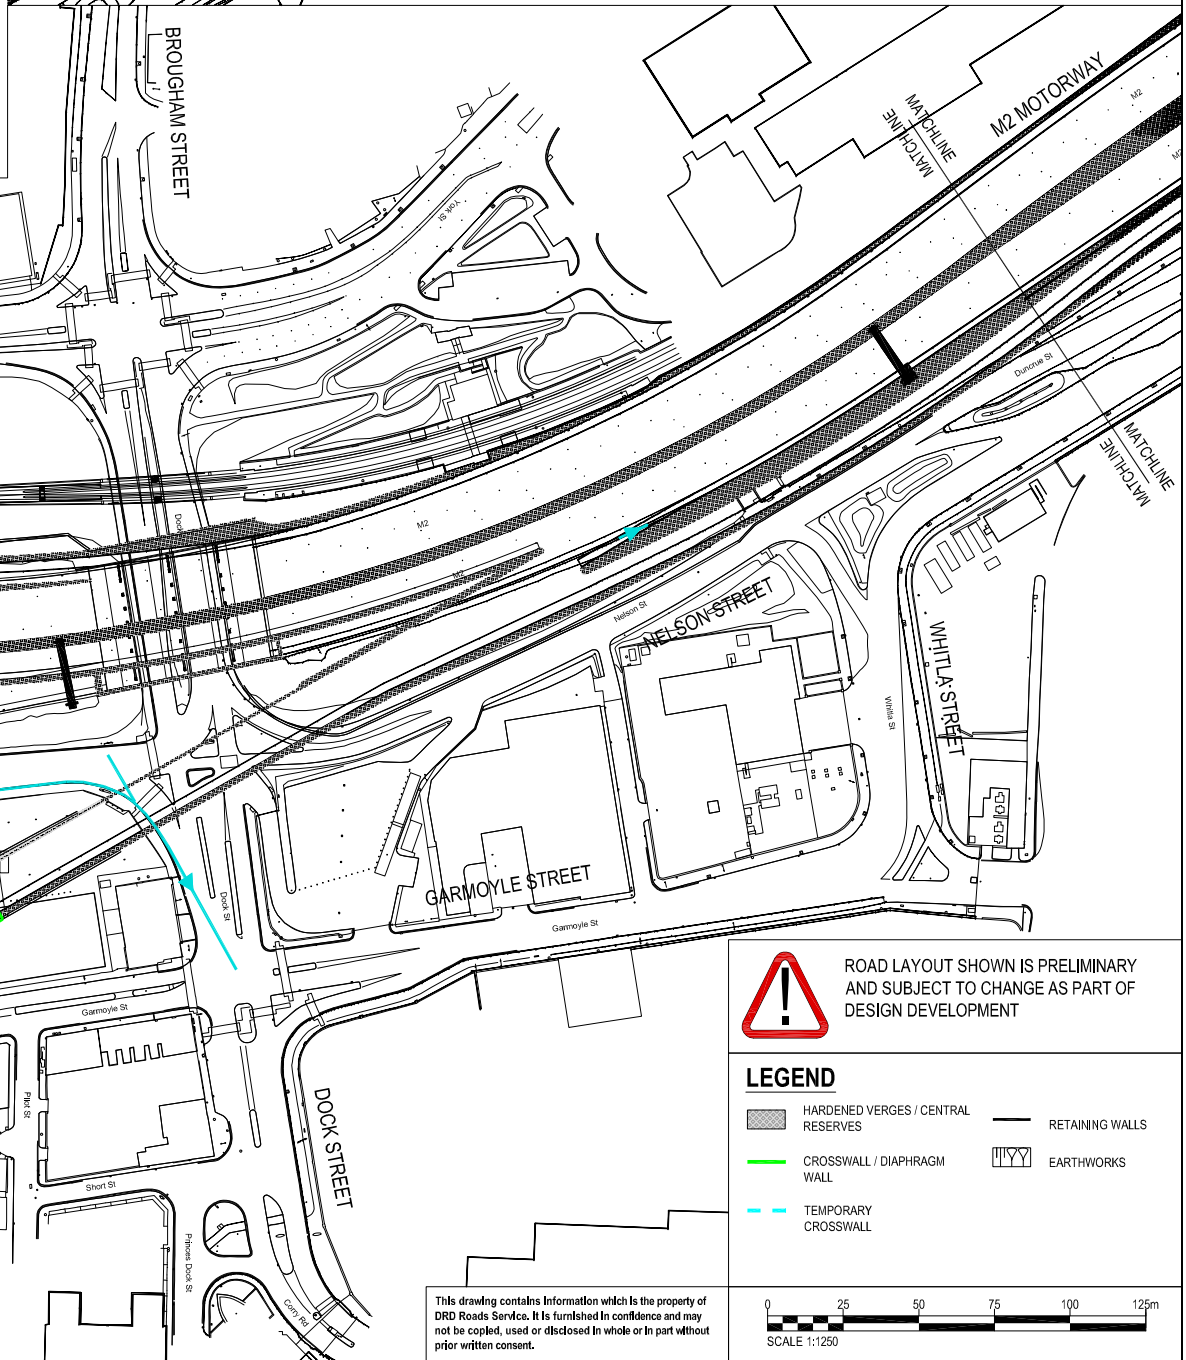 BROUGHAM STREET
M2 MOTORWAY
MATCHLINE
MATCHLINE
M2
M2
York St
Duncrue St
MATCHLINE
MATCHLINE
Dock
M2
M2
Nelson St
NELSON STREET
WHITLA STREET
Whitla St
GARMOYLE STREET
Dock St
Garmoyle St
Garmoyle St
Pilot St
DOCK STREET
Short St
Princes Dock St
Corry Rd
ROAD LAYOUT SHOWN IS PRELIMINARY
AND SUBJECT TO CHANGE AS PART OF
DESIGN DEVELOPMENT
LEGEND
HARDENED VERGES / CENTRAL
RESERVES
RETAINING WALLS
CROSSWALL / DIAPHRAGM
WALL
EARTHWORKS
TEMPORARY
CROSSWALL
This drawing contains information which is the property of
DRD Roads Service. It is furnished in confidence and may
not be copied, used or disclosed in whole or in part without
prior written consent.
0 25 50 75 100 125m
SCALE 1:1250